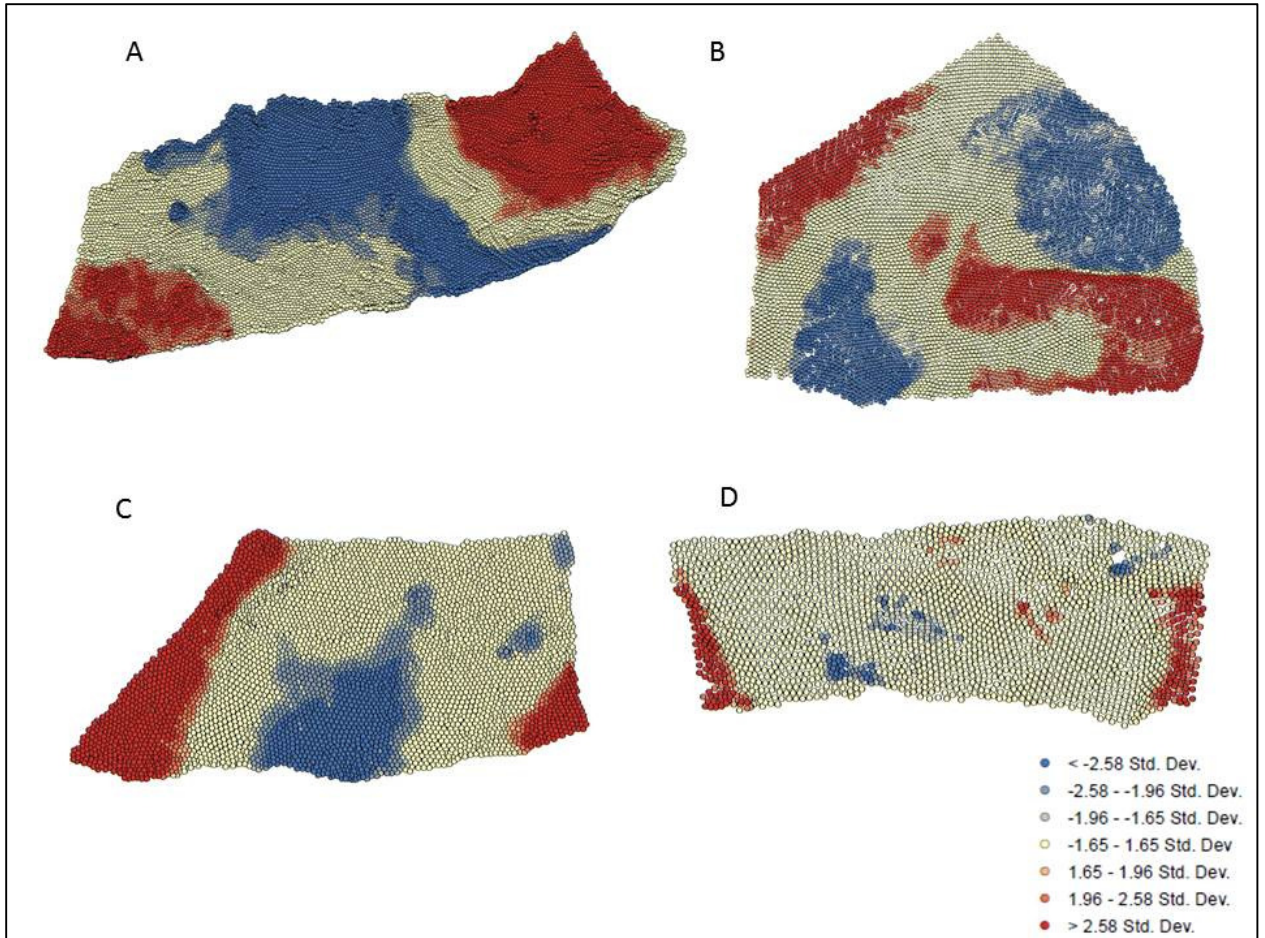 A
B
C
D
< -2.58 Std. Dev.
-2.58 - -1.96 Std. Dev.
-1.96 - -1.65 Std. Dev.
-1.65 - 1.65 Std. Dev
1.65 - 1.96 Std. Dev.
1.96 - 2.58 Std. Dev.
> 2.58 Std. Dev.